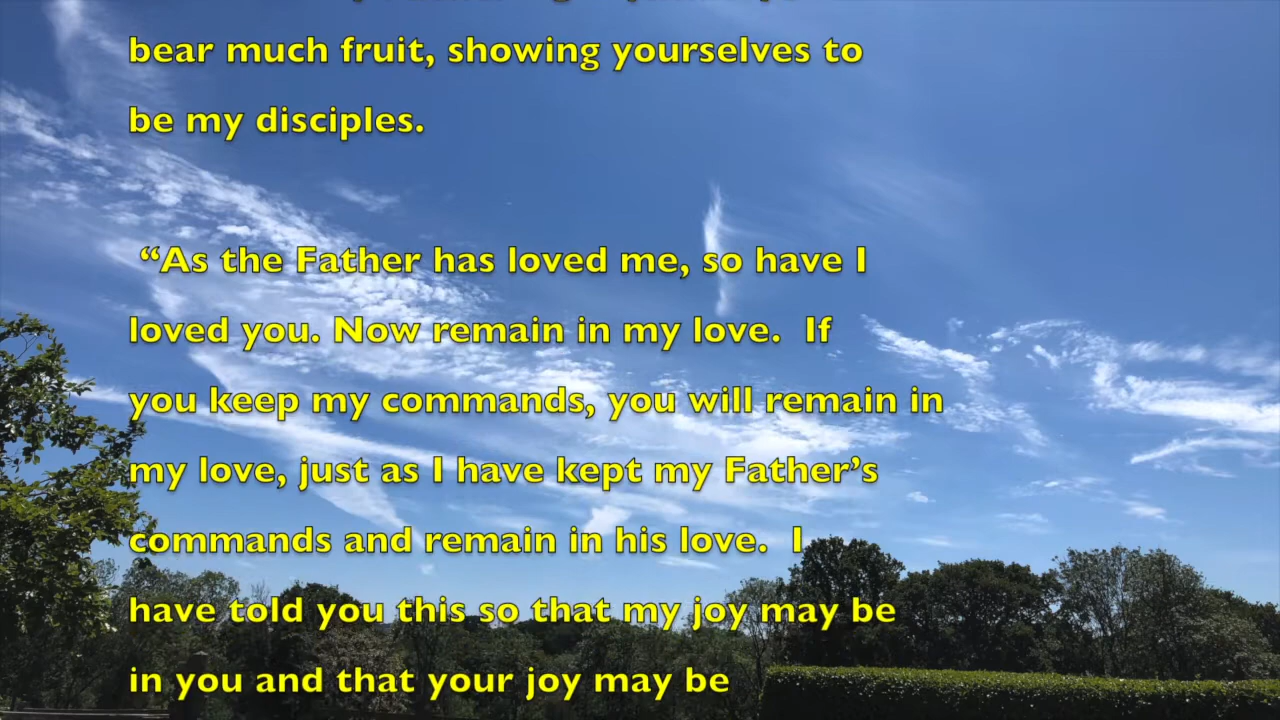 bear much fruit, showing yourselves to
be my disciples.
“As the Father has loved me, so have I
loved you. Now remain in my love.  If
you keep my commands, you will remain in
my love, just as I have kept my Father’s
commands and remain in his love.  I
have told you this so that my joy may be
in you and that your joy may be